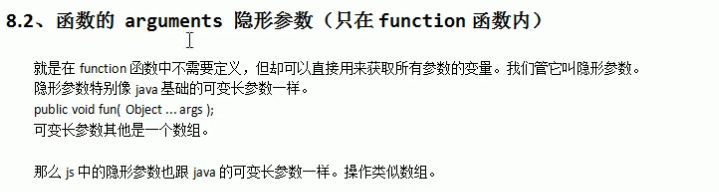 8.2、函数的 arguments 隐形参数（只在 function 函数内）
就是在 function 函数中不需要定义，但却可以直接用来获取所有参数的变量。我们管它叫隐形参数。
隐形参数特别像 java 基础的可变长参数一样。
public void fun( Object ... args );
可变长参数其他是一个数组。
那么 js 中的隐形参数也跟 java 的可变长参数一样。操作类似数组。